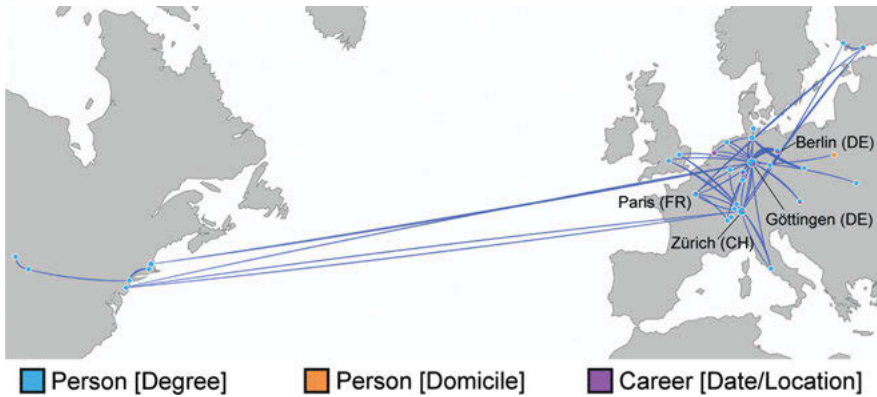 Berlin (DE)
Paris (FR)
Göttingen (DE)
Zürich (CH)
Person [Degree]
Person [Domicile]
Career [Date/Location]